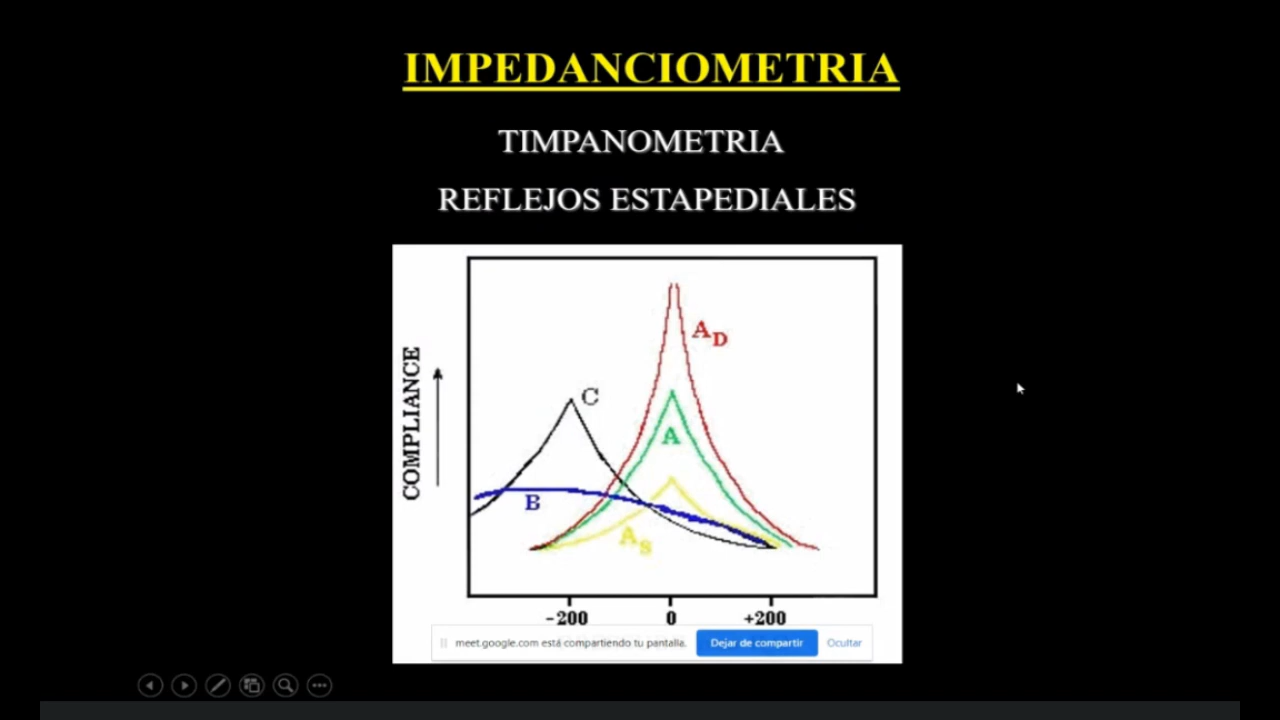 IMPEDANCIOMETRIA
TIMPANOMETRIA
REFLEJOS ESTAPEDIALES
COMPLIANCE
AD
C
A
B
AS
-200 0 +200
meet.google.com está compartiendo tu pantalla. Dejar de compartir Ocultar